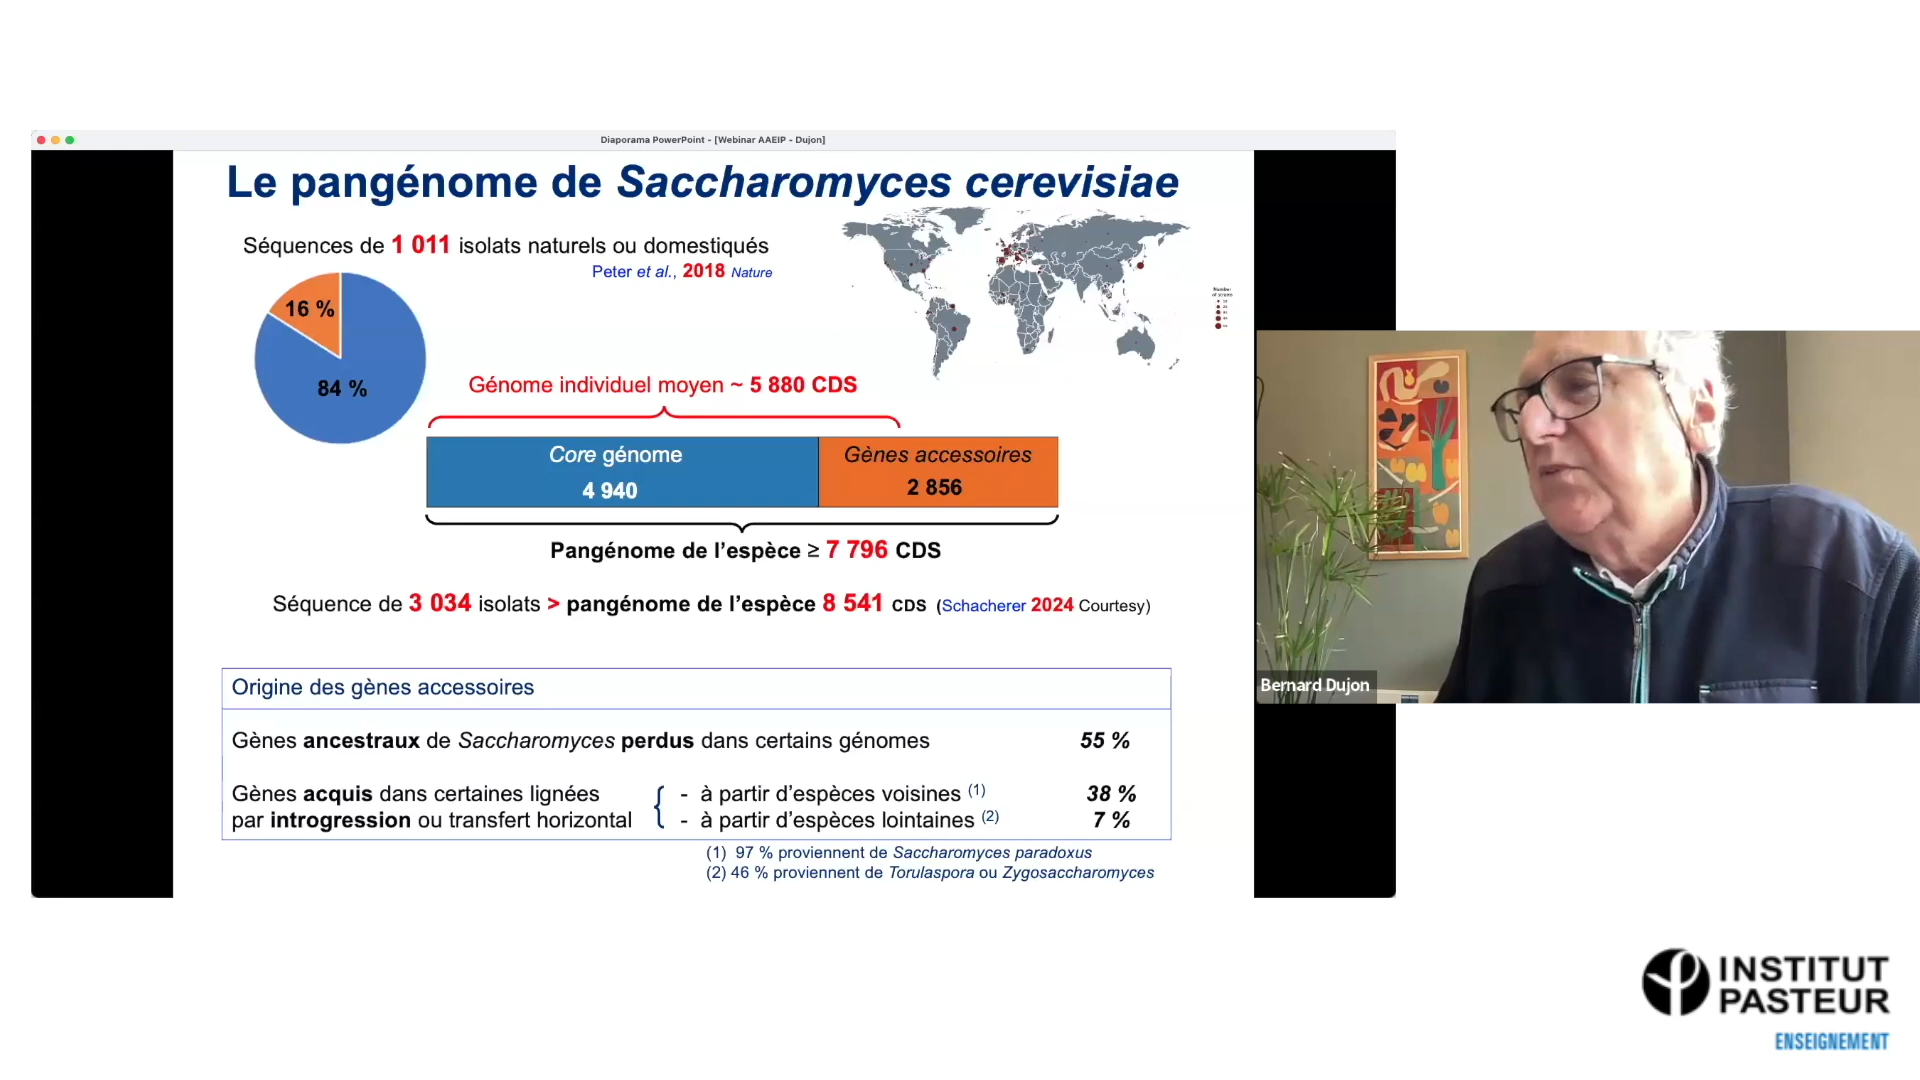 Diaporama PowerPoint - [Webinar AAEIP - Dujon]
Le pangénome de Saccharomyces cerevisiae
Séquences de 1 011 isolats naturels ou domestiqués
Peter et al., 2018 Nature
16 %
84 %
Number
of strains
Génome individuel moyen ~ 5 880 CDS
Core génome
4 940
Gènes accessoires
2 856
Pangénome de l’espèce ≥ 7 796 CDS
Séquence de 3 034 isolats > pangénome de l’espèce 8 541 CDS (Schacherer 2024 Courtesy)
Origine des gènes accessoires
Gènes ancestraux de Saccharomyces perdus dans certains génomes 55 %
Gènes acquis dans certaines lignées - à partir d’espèces voisines (1) 38 %
par introgression ou transfert horizontal - à partir d’espèces lointaines (2) 7 %
(1) 97 % proviennent de Saccharomyces paradoxus
(2) 46 % proviennent de Torulaspora ou Zygosaccharomyces
Bernard Dujon
INSTITUT
PASTEUR
ENSEIGNEMENT